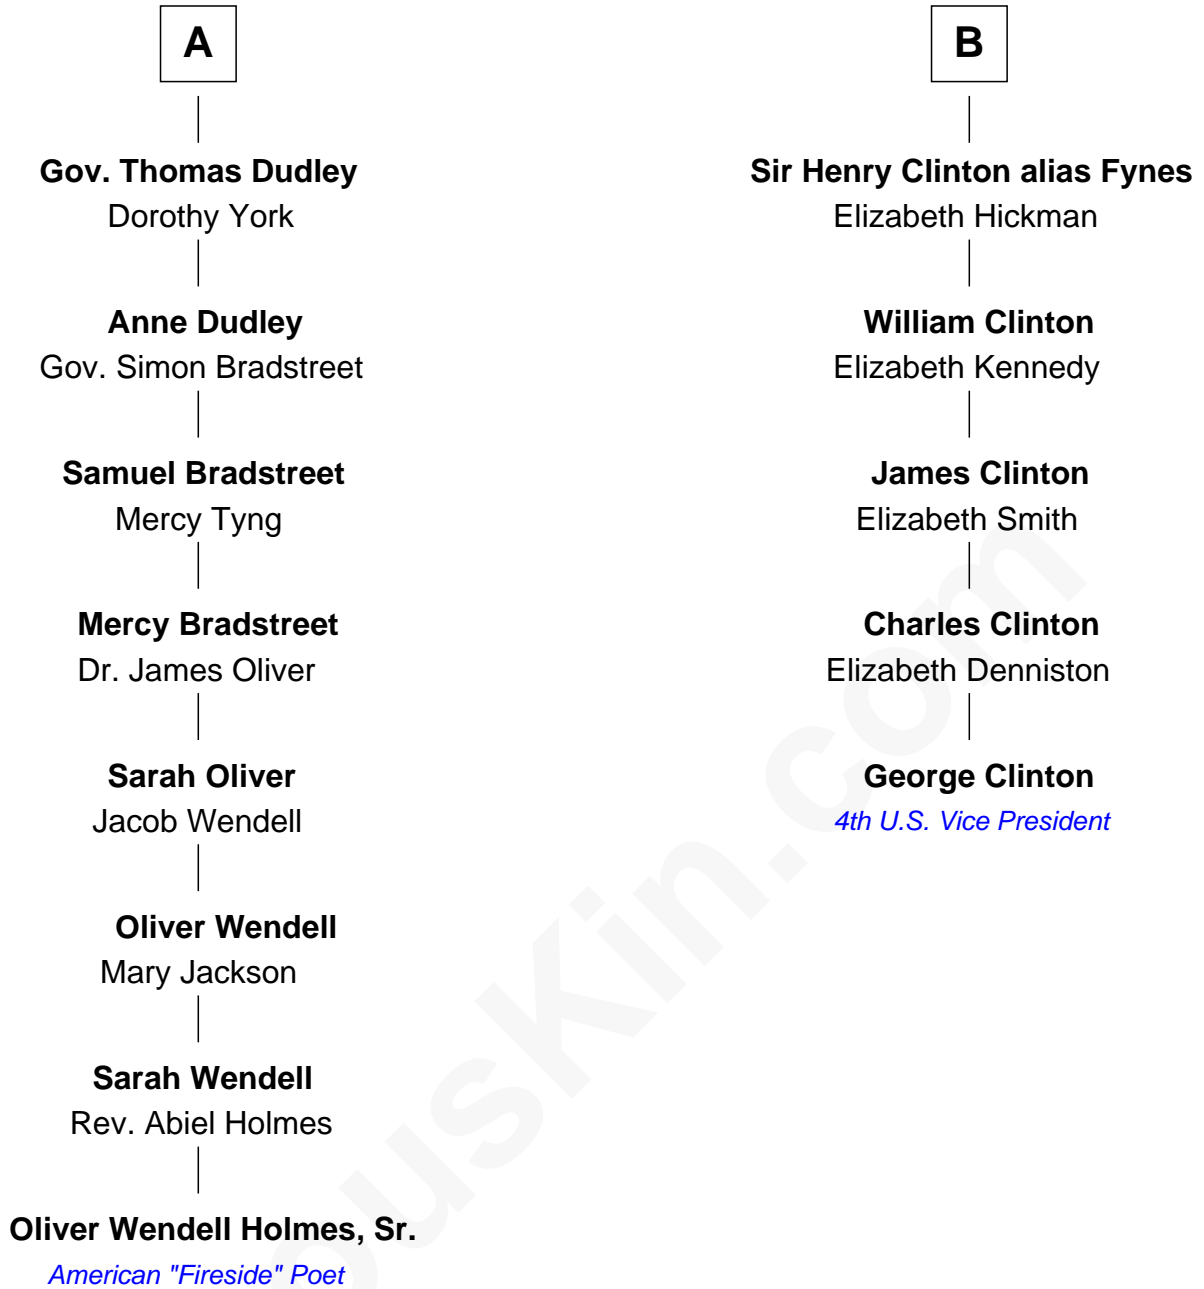 A
Gov. Thomas Dudley
Dorothy York
Anne Dudley
Gov. Simon Bradstreet
Samuel Bradstreet
Mercy Tyng
Mercy Bradstreet
Dr. James Oliver
Sarah Oliver
Jacob Wendell
Oliver Wendell
Mary Jackson
Sarah Wendell
Rev. Abiel Holmes
Oliver Wendell Holmes, Sr.
American "Fireside" Poet
B
Sir Henry Clinton alias Fynes
Elizabeth Hickman
William Clinton
Elizabeth Kennedy
James Clinton
Elizabeth Smith
Charles Clinton
Elizabeth Denniston
George Clinton
4th U.S. Vice President
ouskin.com